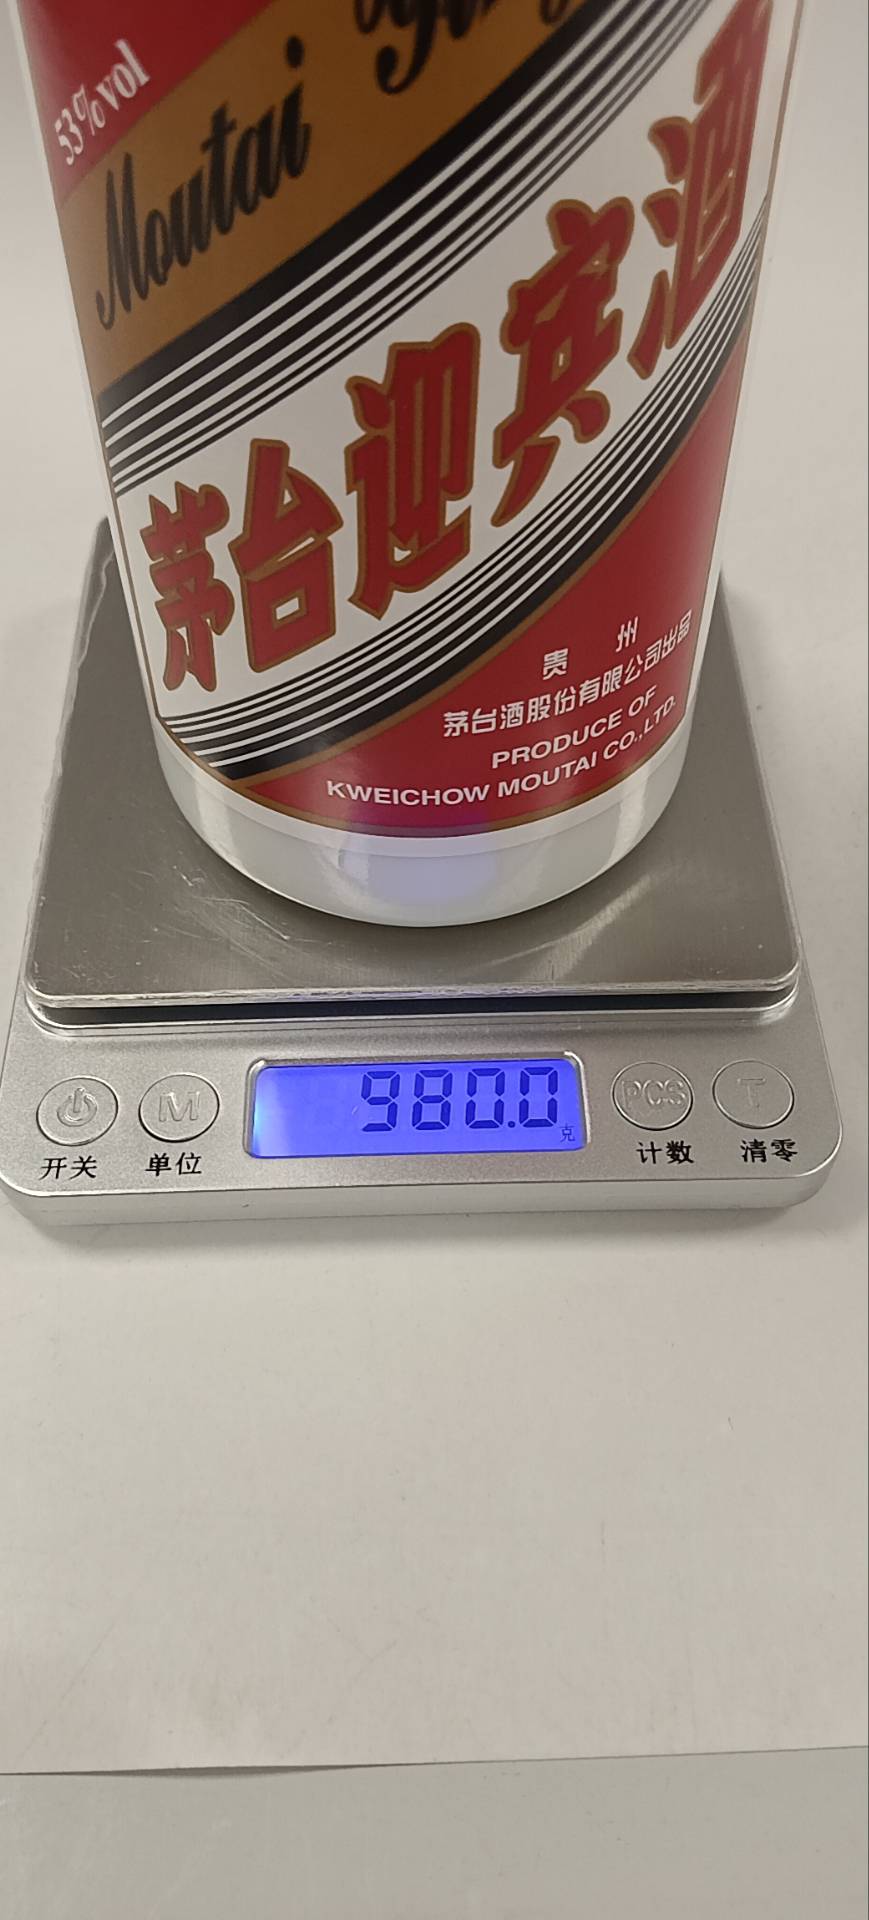 53%vol
Moutai
茅台迎宾酒
贵州
茅台酒股份有限公司出品
PRODUCE OF
KWEICHOW MOUTAI CO.,LTD.
980.0
克
M
PCS
T
开关
单位
计数
清零